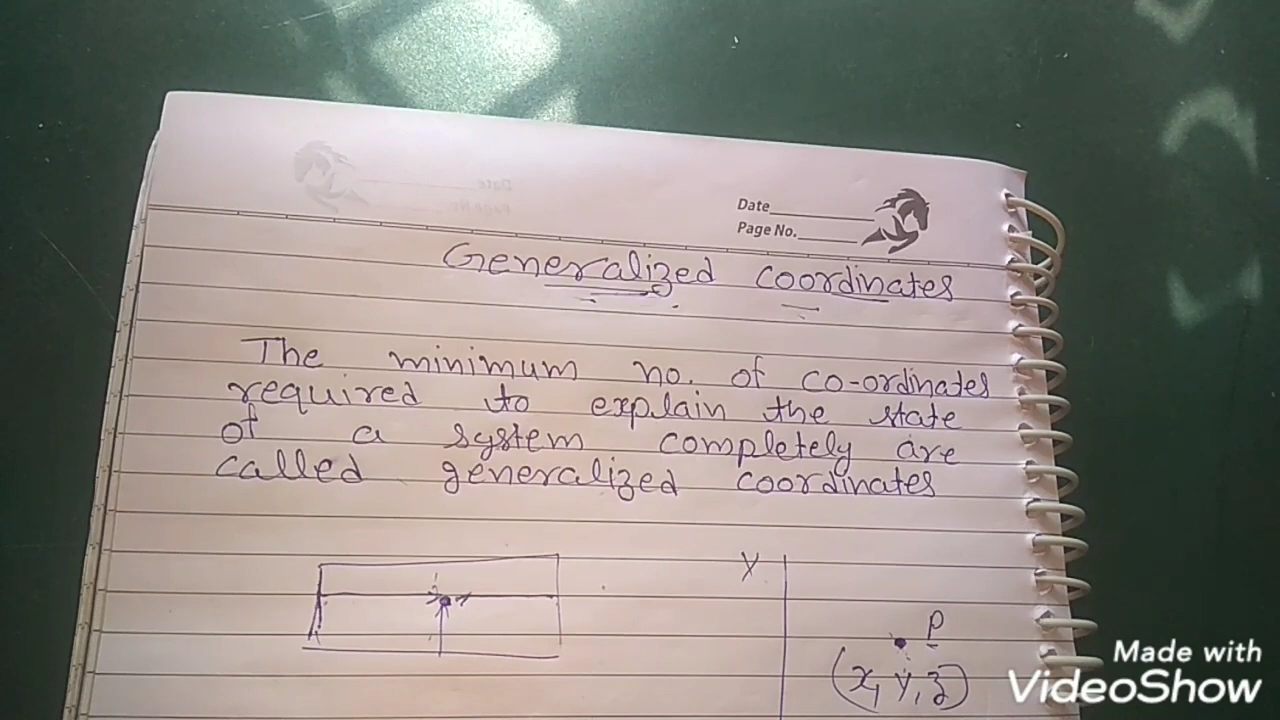 Date
Page No.
Generalized coordinates
The minimum no. of co-ordinates
required to explain the state
of a system completely are
called generalized coordinates
Y
P
(x, y, z)
Made with
VideoShow